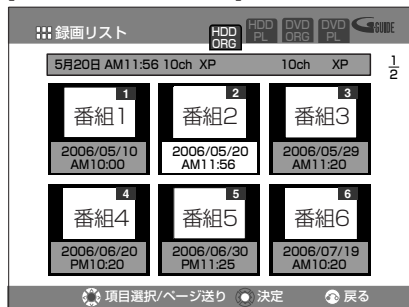 録画リスト
HDD ORG
HDD PL
DVD ORG
DVD PL
GGUIDE
5月20日 AM11:56 10ch XP 10ch XP
1/2
1
番組1
2006/05/10
AM10:00
2
番組2
2006/05/20
AM11:56
3
番組3
2006/05/29
AM11:20
4
番組4
2006/06/20
PM10:20
5
番組5
2006/06/30
PM11:25
6
番組6
2006/07/19
AM10:20
項目選択/ページ送り 決定 戻る